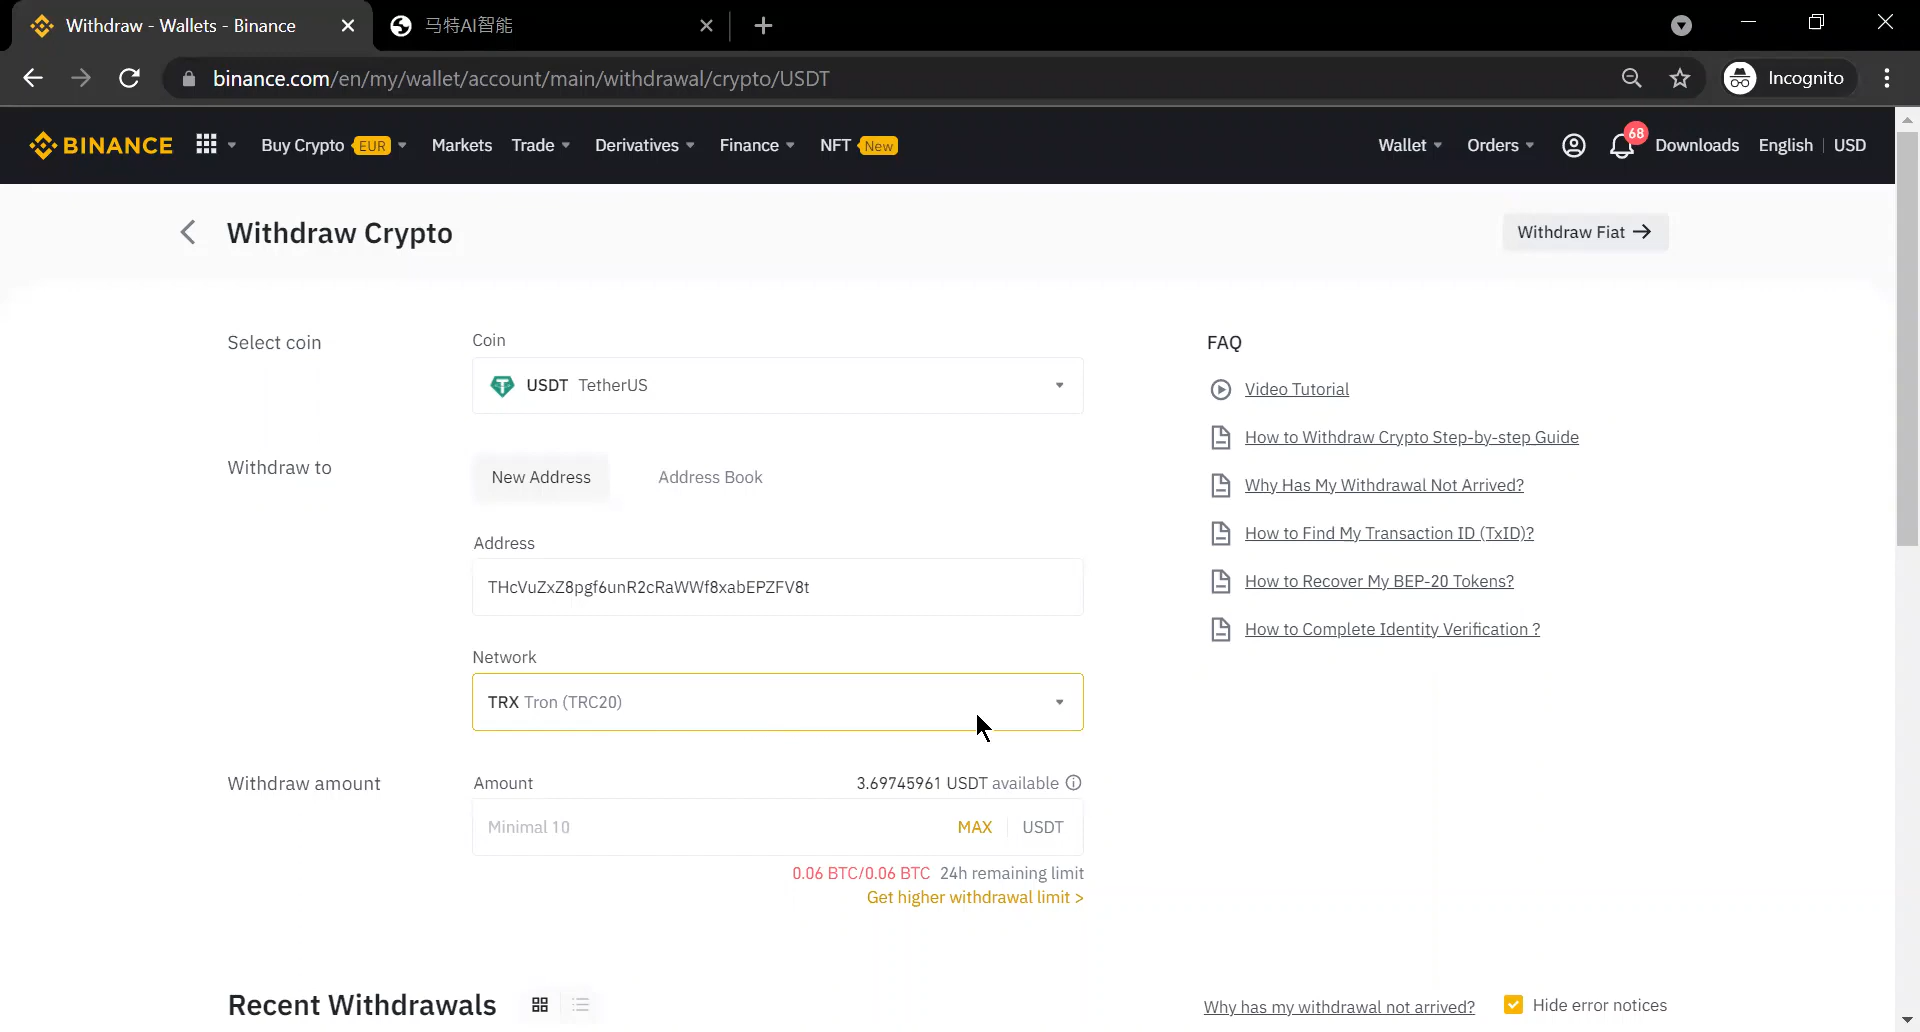 Withdraw - Wallets - Binance
马特AI智能
binance.com/en/my/wallet/account/main/withdrawal/crypto/USDT
Incognito
BINANCE
Buy Crypto EUR
Markets
Trade
Derivatives
Finance
NFT New
Wallet
Orders
68
Downloads
English
USD
Withdraw Crypto
Withdraw Fiat →
Select coin
Coin
USDT TetherUS
Withdraw to
New Address
Address Book
Address
THcVuZxZ8pgf6unR2cRaWWf8xabEPZFV8t
Network
TRX Tron (TRC20)
Withdraw amount
Amount
3.69745961 USDT available
Minimal 10
MAX
USDT
0.06 BTC/0.06 BTC 24h remaining limit
Get higher withdrawal limit >
FAQ
Video Tutorial
How to Withdraw Crypto Step-by-step Guide
Why Has My Withdrawal Not Arrived?
How to Find My Transaction ID (TxID)?
How to Recover My BEP-20 Tokens?
How to Complete Identity Verification ?
Recent Withdrawals
Why has my withdrawal not arrived?
Hide error notices